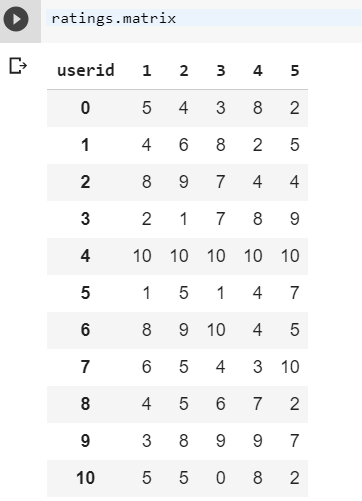 ratings.matrix
userid 1 2 3 4 5
0 5 4 3 8 2
1 4 6 8 2 5
2 8 9 7 4 4
3 2 1 7 8 9
4 10 10 10 10 10
5 1 5 1 4 7
6 8 9 10 4 5
7 6 5 4 3 10
8 4 5 6 7 2
9 3 8 9 9 7
10 5 5 0 8 2